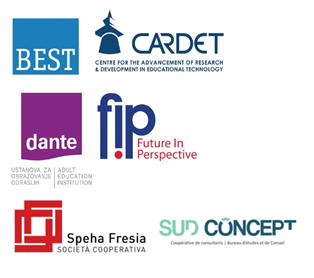 BEST
CARDET
CENTRE FOR THE ADVANCEMENT OF RESEARCH
& DEVELOPMENT IN EDUCATIONAL TECHNOLOGY
dante
USTANOVA ZA
OBRAZOVANJE
ODRASLIH
ADULT
EDUCATION
INSTITUTION
fip
Future In
Perspective
Speha Fresia
SOCIETÀ COOPERATIVA
SUD CONCEPT
Coopérative de consultants | Bureau d'études et de Conseil